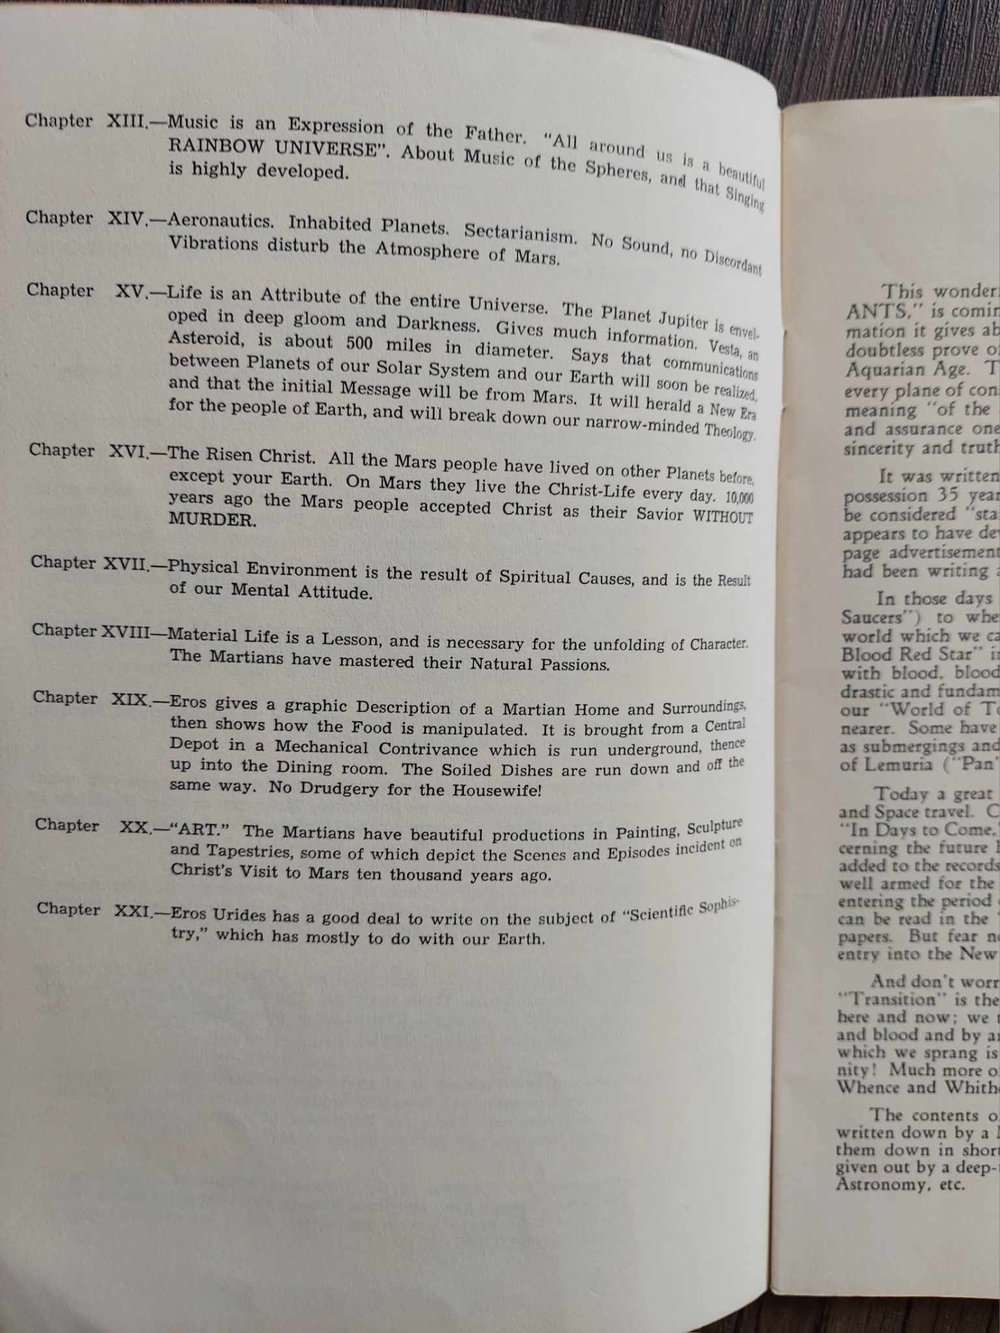 Chapter XIII.—Music is an Expression of the Father. "All around us is a beautiful
RAINBOW UNIVERSE". About Music of the Spheres, and that Singing
is highly developed.
Chapter XIV.—Aeronautics. Inhabited Planets. Sectarianism. No Sound, no Discordant
Vibrations disturb the Atmosphere of Mars.
Chapter XV.—Life is an Attribute of the entire Universe. The Planet Jupiter is envel-
oped in deep gloom and Darkness. Gives much information. Vesta, an
Asteroid, is about 500 miles in diameter. Says that communications
between Planets of our Solar System and our Earth will soon be realized,
and that the initial Message will be from Mars. It will herald a New Era
for the people of Earth, and will break down our narrow-minded Theology.
Chapter XVI.—The Risen Christ. All the Mars people have lived on other Planets before,
except your Earth. On Mars they live the Christ-Life every day. 10,000
years ago the Mars people accepted Christ as their Savior WITHOUT
MURDER.
Chapter XVII.—Physical Environment is the result of Spiritual Causes, and is the Result
of our Mental Attitude.
Chapter XVIII—Material Life is a Lesson, and is necessary for the unfolding of Character.
The Martians have mastered their Natural Passions.
Chapter XIX.—Eros gives a graphic Description of a Martian Home and Surroundings,
then shows how the Food is manipulated. It is brought from a Central
Depot in a Mechanical Contrivance which is run underground, thence
up into the Dining room. The Soiled Dishes are run down and off the
same way. No Drudgery for the Housewife!
Chapter XX.—"ART." The Martians have beautiful productions in Painting, Sculpture
and Tapestries, some of which depict the Scenes and Episodes incident on
Christ's Visit to Mars ten thousand years ago.
Chapter XXI.—Eros Urides has a good deal to write on the subject of "Scientific Sophis-
try," which has mostly to do with our Earth.
This wonder
ANTS," is comin
mation it gives ab
doubtless prove o
Aquarian Age. T
every plane of con
meaning "of the
and assurance one
sincerity and truth
It was written
possession 35 year
be considered "sta
appears to have de
page advertisement
had been writing a
In those days
Saucers") to whe
world which we ca
Blood Red Star" i
with blood, blood
drastic and fundam
our "World of To
nearer. Some have
as submergings and
of Lemuria ("Pan"
Today a great
and Space travel. C
"In Days to Come,
cerning the future h
added to the records
well armed for the
entering the period
can be read in the
papers. But fear n
entry into the New
And don't worr
"Transition" is the
here and now; we
and blood and by a
which we sprang is
nity! Much more o
Whence and Whith
The contents o
written down by a
them down in short
given out by a deep-
Astronomy, etc.